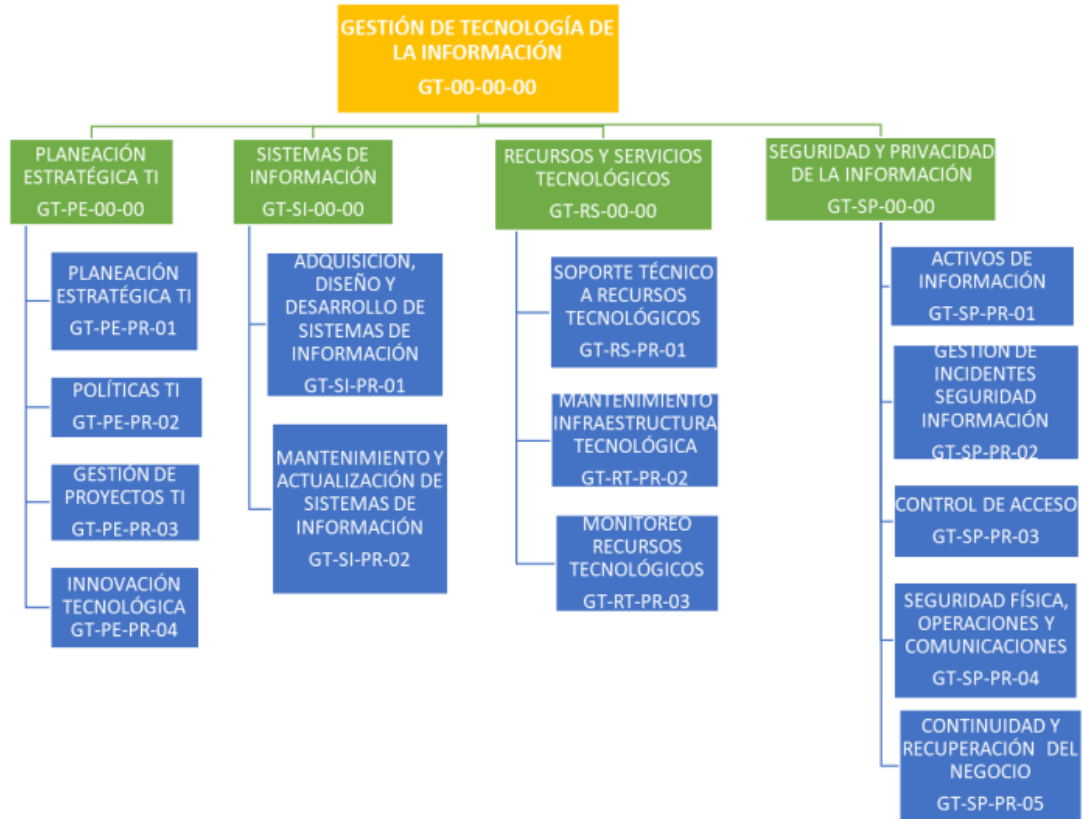 GESTIÓN DE TECNOLOGÍA DE
LA INFORMACIÓN
GT-00-00-00
PLANEACIÓN
ESTRATÉGICA TI
GT-PE-00-00
PLANEACIÓN
ESTRATÉGICA TI
GT-PE-PR-01
POLÍTICAS TI
GT-PE-PR-02
GESTIÓN DE
PROYECTOS TI
GT-PE-PR-03
INNOVACIÓN
TECNOLÓGICA
GT-PE-PR-04
SISTEMAS DE
INFORMACIÓN
GT-SI-00-00
ADQUISICIÓN,
DISEÑO Y
DESARROLLO DE
SISTEMAS DE
INFORMACIÓN
GT-SI-PR-01
MANTENIMIENTO Y
ACTUALIZACIÓN DE
SISTEMAS DE
INFORMACIÓN
GT-SI-PR-02
RECURSOS Y SERVICIOS
TECNOLÓGICOS
GT-RS-00-00
SOPORTE TÉCNICO
A RECURSOS
TECNOLÓGICOS
GT-RS-PR-01
MANTENIMIENTO
INFRAESTRUCTURA
TECNOLÓGICA
GT-RT-PR-02
MONITOREO
RECURSOS
TECNOLÓGICOS
GT-RT-PR-03
SEGURIDAD Y PRIVACIDAD
DE LA INFORMACIÓN
GT-SP-00-00
ACTIVOS DE
INFORMACIÓN
GT-SP-PR-01
GESTIÓN DE
INCIDENTES
SEGURIDAD
INFORMACIÓN
GT-SP-PR-02
CONTROL DE ACCESO
GT-SP-PR-03
SEGURIDAD FÍSICA,
OPERACIONES Y
COMUNICACIONES
GT-SP-PR-04
CONTINUIDAD Y
RECUPERACIÓN DEL
NEGOCIO
GT-SP-PR-05